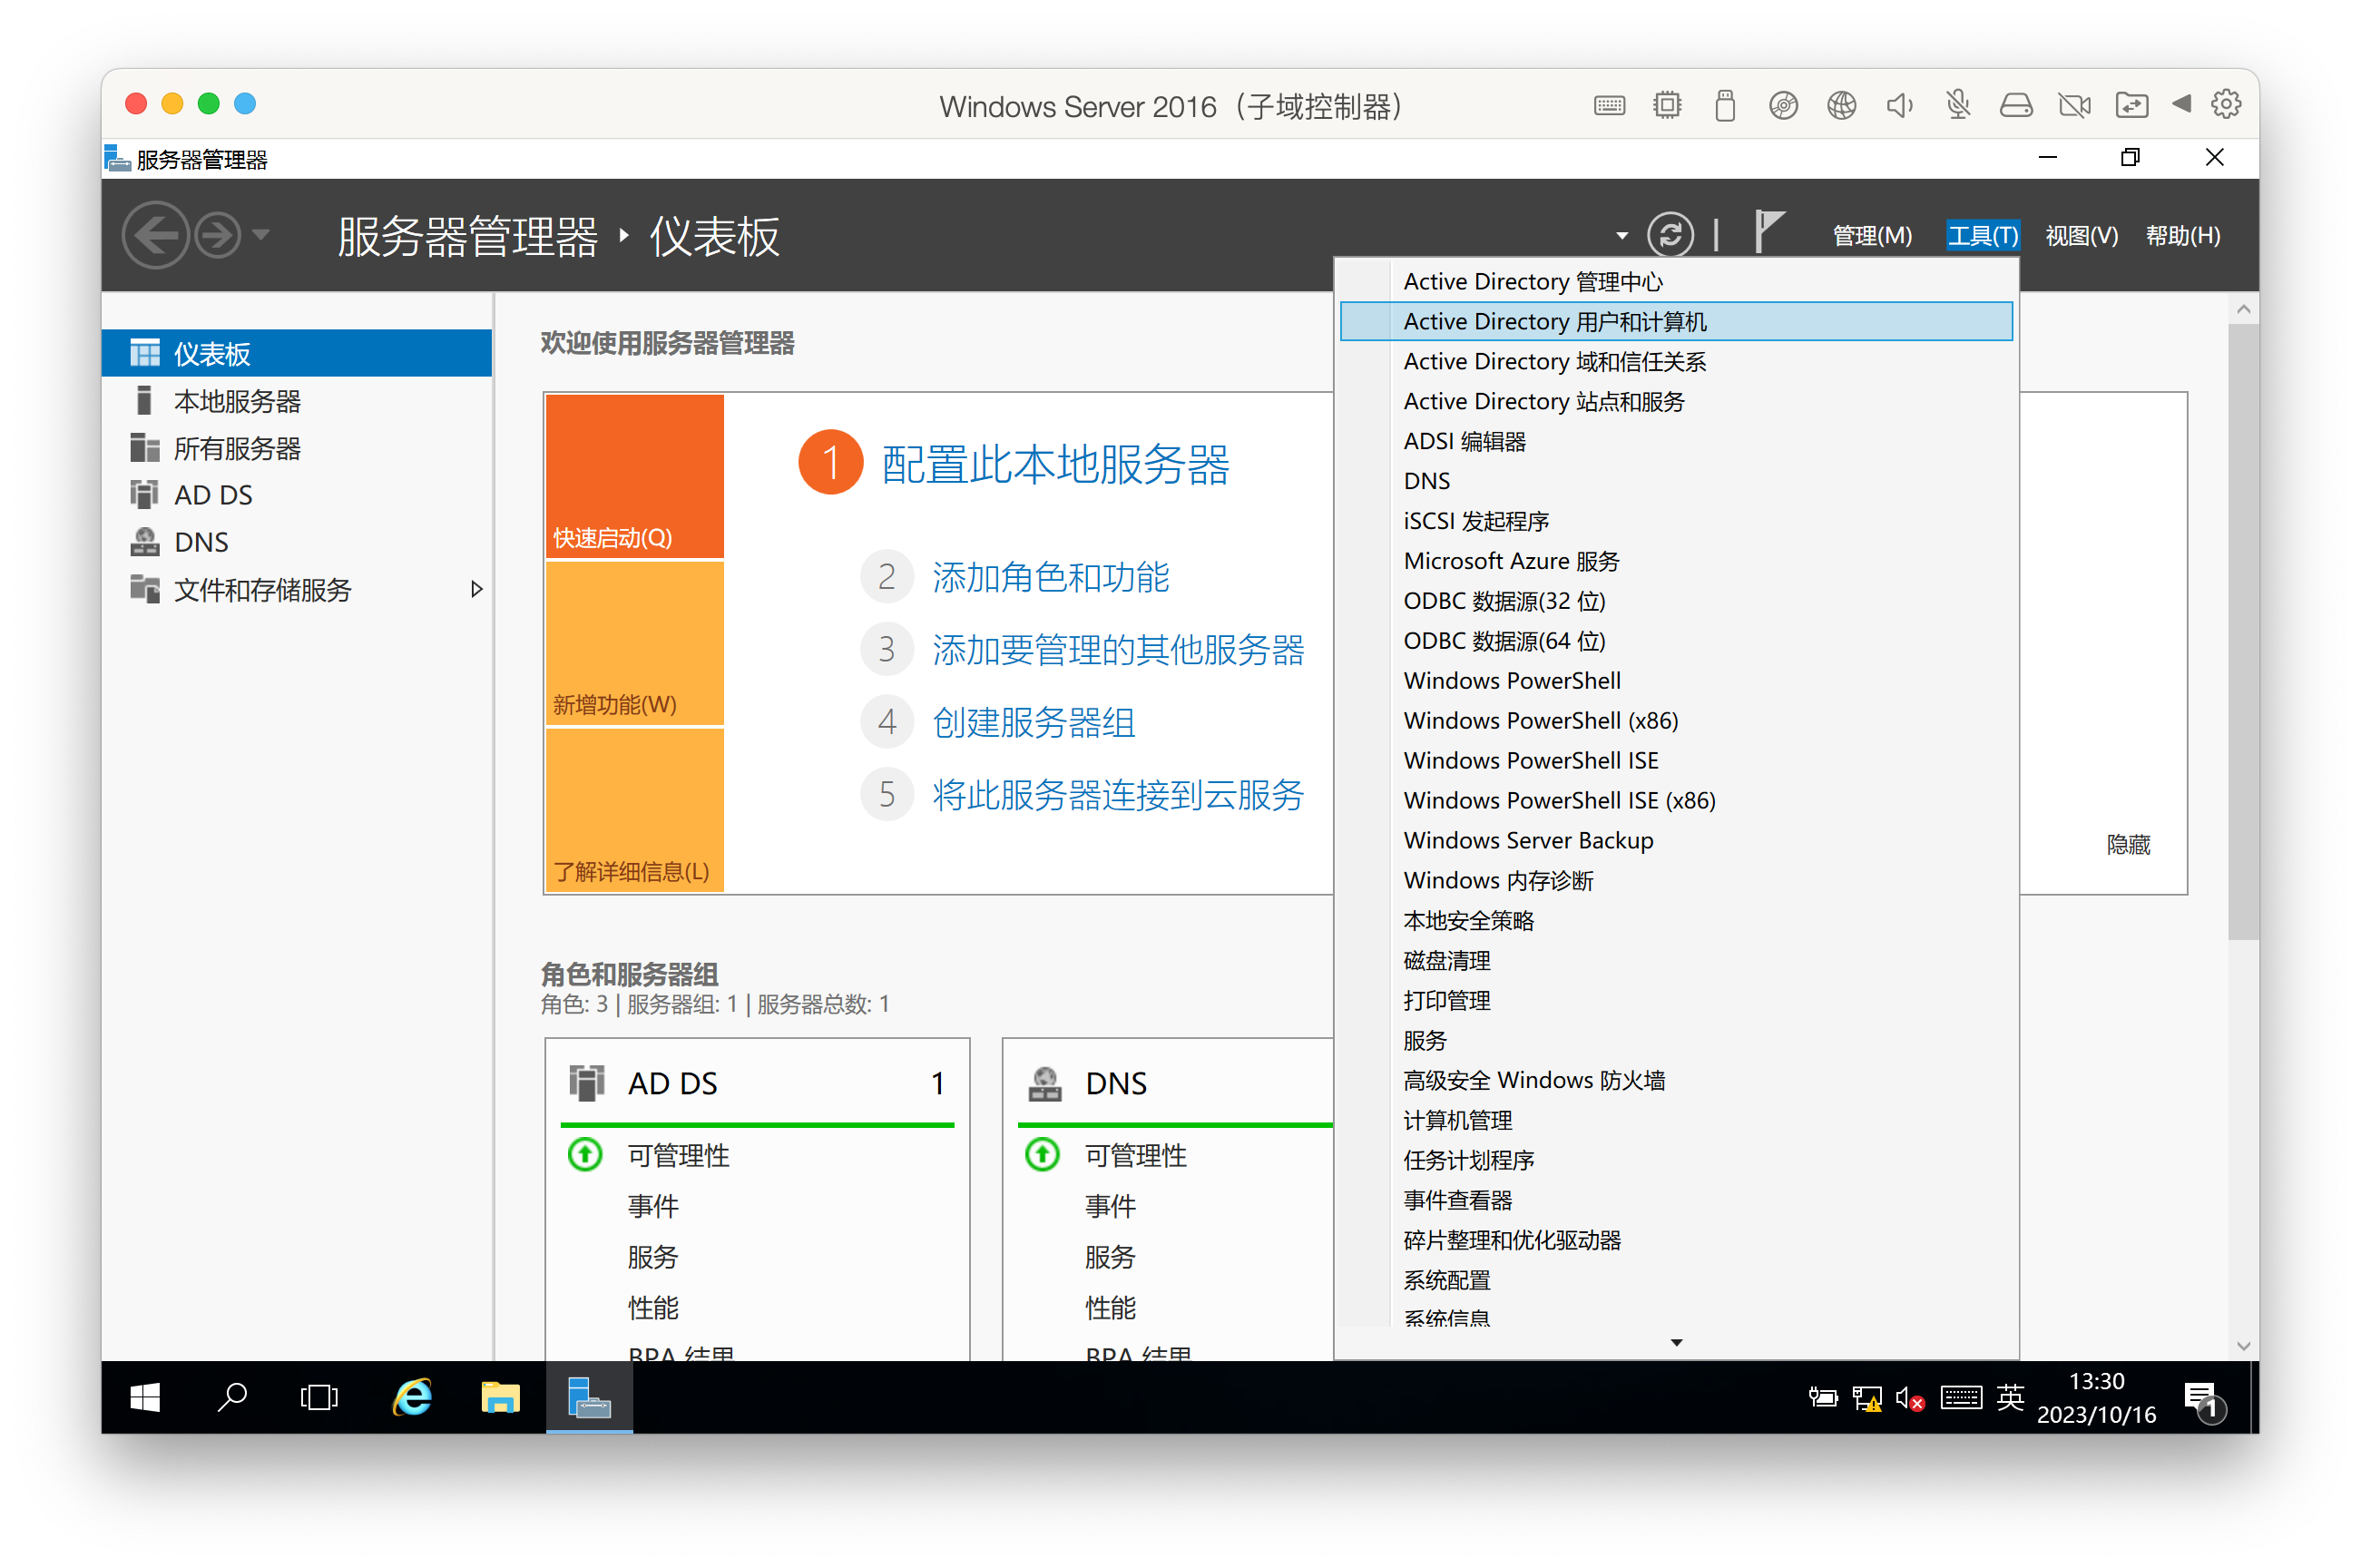 Windows Server 2016（子域控制器）
服务器管理器
服务器管理器 ‣ 仪表板
管理(M) 工具(T) 视图(V) 帮助(H)
仪表板
本地服务器
所有服务器
AD DS
DNS
文件和存储服务
欢迎使用服务器管理器
快速启动(Q)
新增功能(W)
了解详细信息(L)
1 配置此本地服务器
2 添加角色和功能
3 添加要管理的其他服务器
4 创建服务器组
5 将此服务器连接到云服务
隐藏
角色和服务器组
角色: 3 | 服务器组: 1 | 服务器总数: 1
AD DS 1
可管理性
事件
服务
性能
BPA 结果
DNS
可管理性
事件
服务
性能
BPA 结果
Active Directory 管理中心
Active Directory 用户和计算机
Active Directory 域和信任关系
Active Directory 站点和服务
ADSI 编辑器
DNS
iSCSI 发起程序
Microsoft Azure 服务
ODBC 数据源(32 位)
ODBC 数据源(64 位)
Windows PowerShell
Windows PowerShell (x86)
Windows PowerShell ISE
Windows PowerShell ISE (x86)
Windows Server Backup
Windows 内存诊断
本地安全策略
磁盘清理
打印管理
服务
高级安全 Windows 防火墙
计算机管理
任务计划程序
事件查看器
碎片整理和优化驱动器
系统配置
系统信息
英
13:30
2023/10/16
1